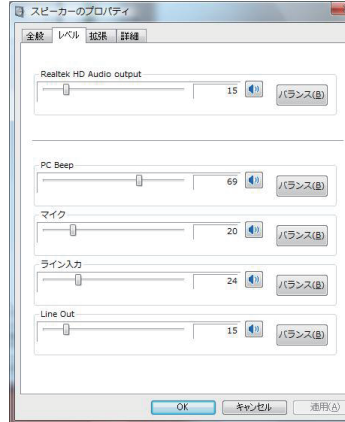 スピーカーのプロパティ
全般 レベル 拡張 詳細
Realtek HD Audio output
15 バランス(B)
PC Beep
69 バランス(B)
マイク
20 バランス(B)
ライン入力
24 バランス(B)
Line Out
15 バランス(B)
OK キャンセル 適用(A)